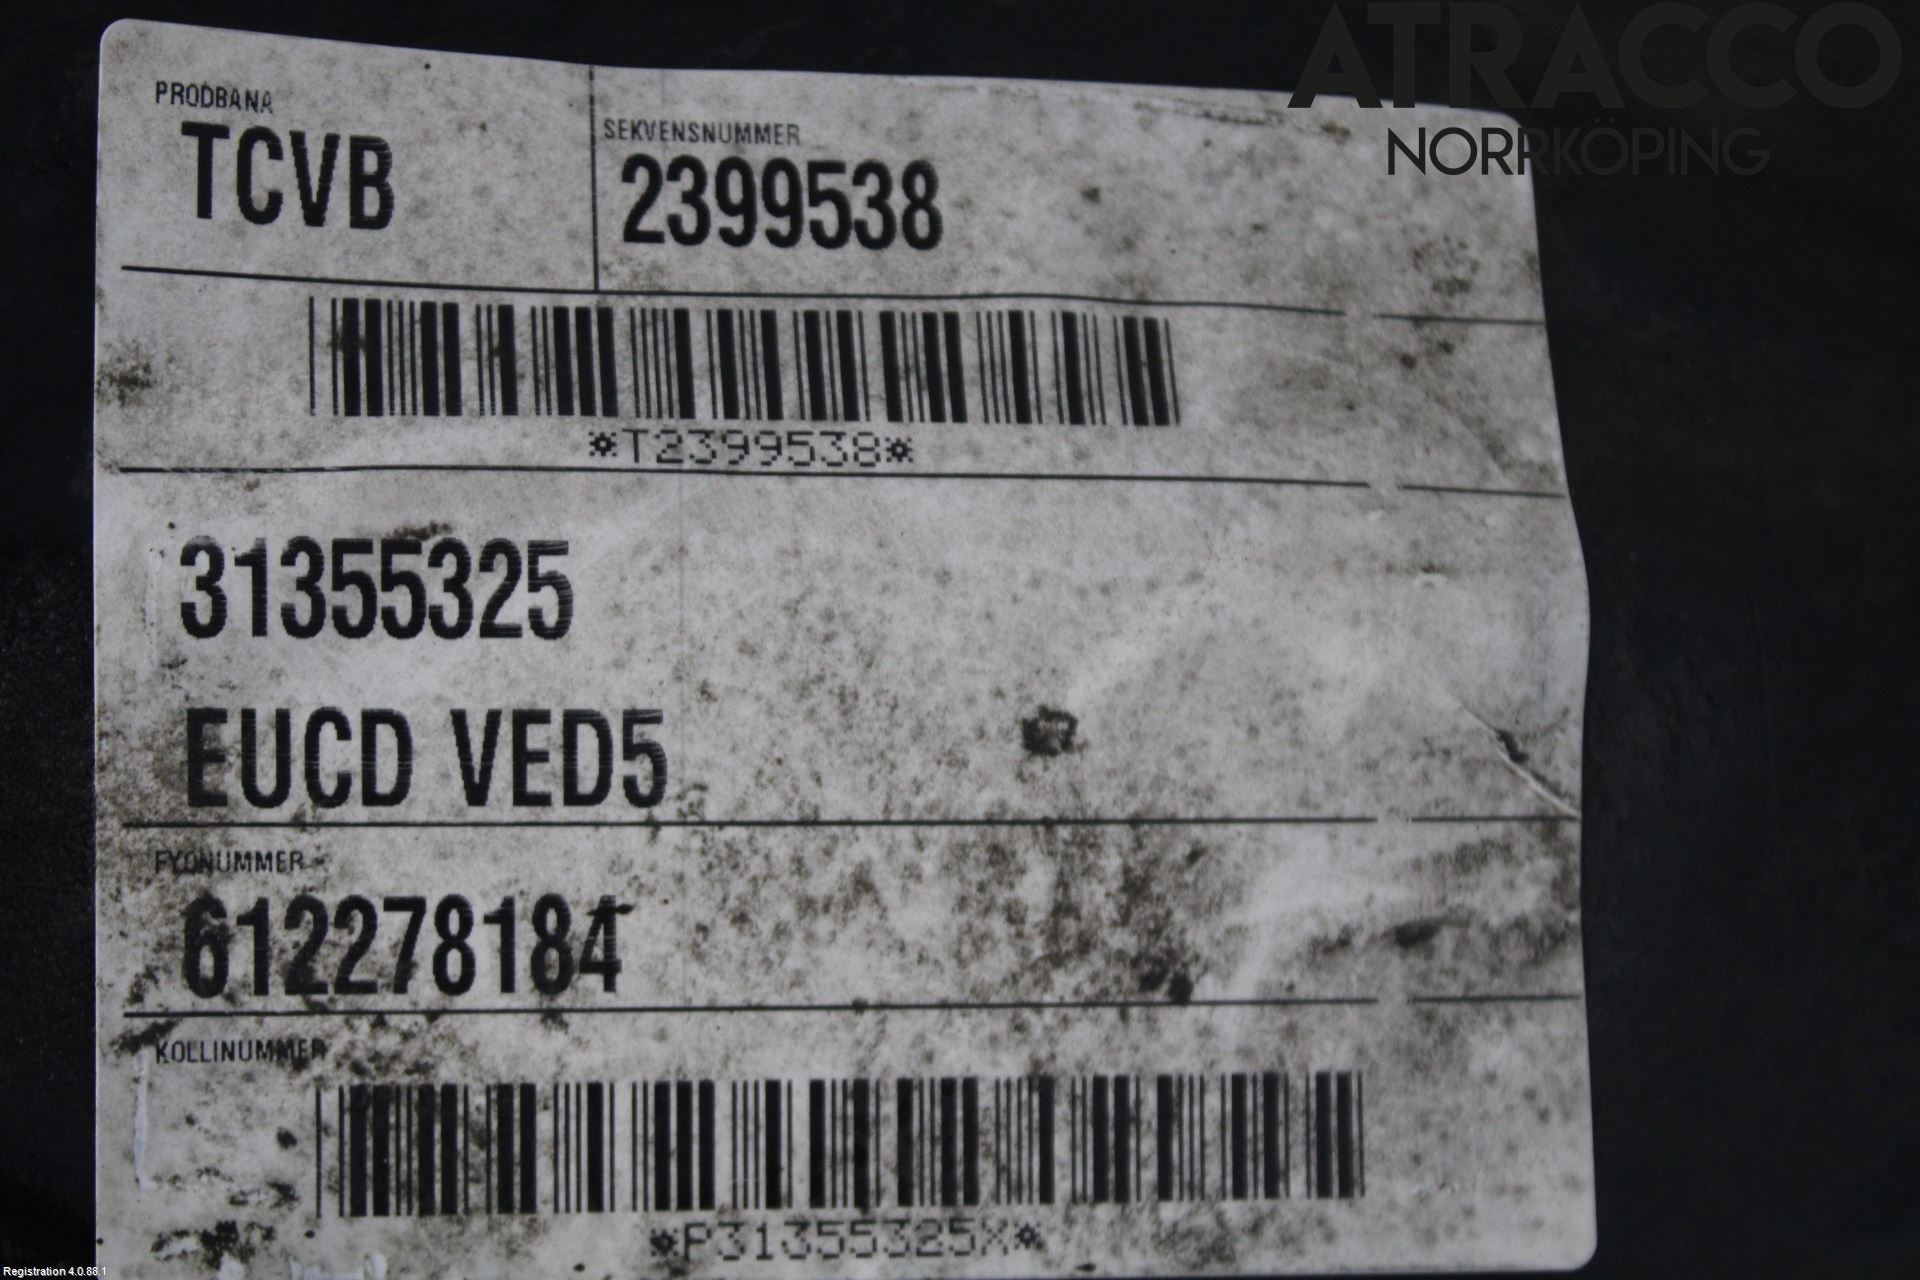 ATRACCO
NORRKÖPING
PRODBANA
TCVB
SEKVENSNUMMER
2399538
*T2399538*
31355325
EUCD VED5
FYONUMMER
612278184
KOLLINUMMER
*P31355325X*
Registration 4.0.88.1